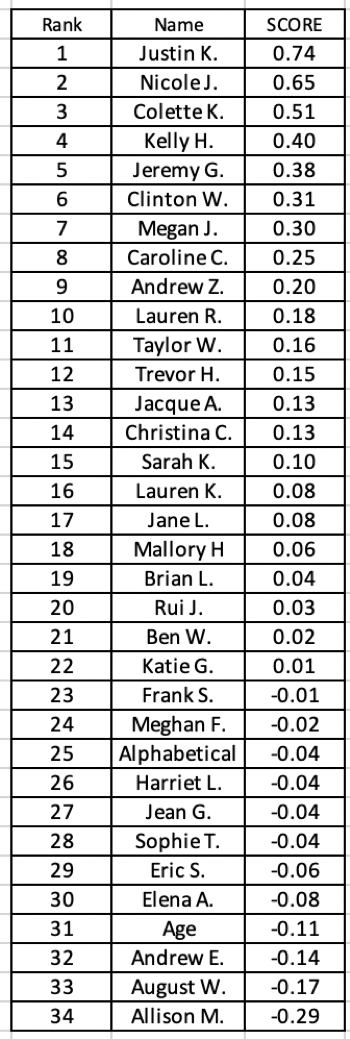 Rank Name SCORE
1 Justin K. 0.74
2 Nicole J. 0.65
3 Colette K. 0.51
4 Kelly H. 0.40
5 Jeremy G. 0.38
6 Clinton W. 0.31
7 Megan J. 0.30
8 Caroline C. 0.25
9 Andrew Z. 0.20
10 Lauren R. 0.18
11 Taylor W. 0.16
12 Trevor H. 0.15
13 Jacque A. 0.13
14 Christina C. 0.13
15 Sarah K. 0.10
16 Lauren K. 0.08
17 Jane L. 0.08
18 Mallory H 0.06
19 Brian L. 0.04
20 Rui J. 0.03
21 Ben W. 0.02
22 Katie G. 0.01
23 Frank S. -0.01
24 Meghan F. -0.02
25 Alphabetical -0.04
26 Harriet L. -0.04
27 Jean G. -0.04
28 Sophie T. -0.04
29 Eric S. -0.06
30 Elena A. -0.08
31 Age -0.11
32 Andrew E. -0.14
33 August W. -0.17
34 Allison M. -0.29